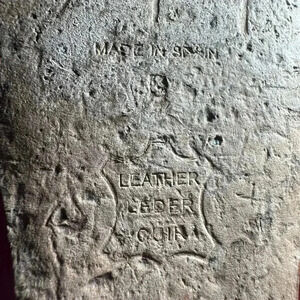 MADE IN SPAIN
LEATHER
LEDER
CUIR